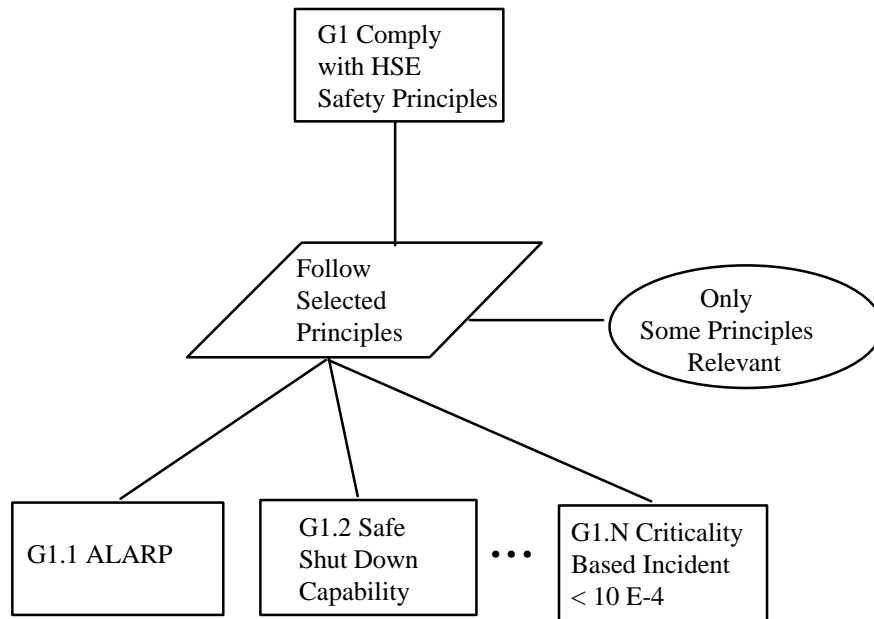 G1 Comply
with HSE
Safety Principles
Follow
Selected
Principles
Only
Some Principles
Relevant
G1.1 ALARP
G1.2 Safe
Shut Down
Capability
...
G1.N Criticality
Based Incident
< 10 E-4